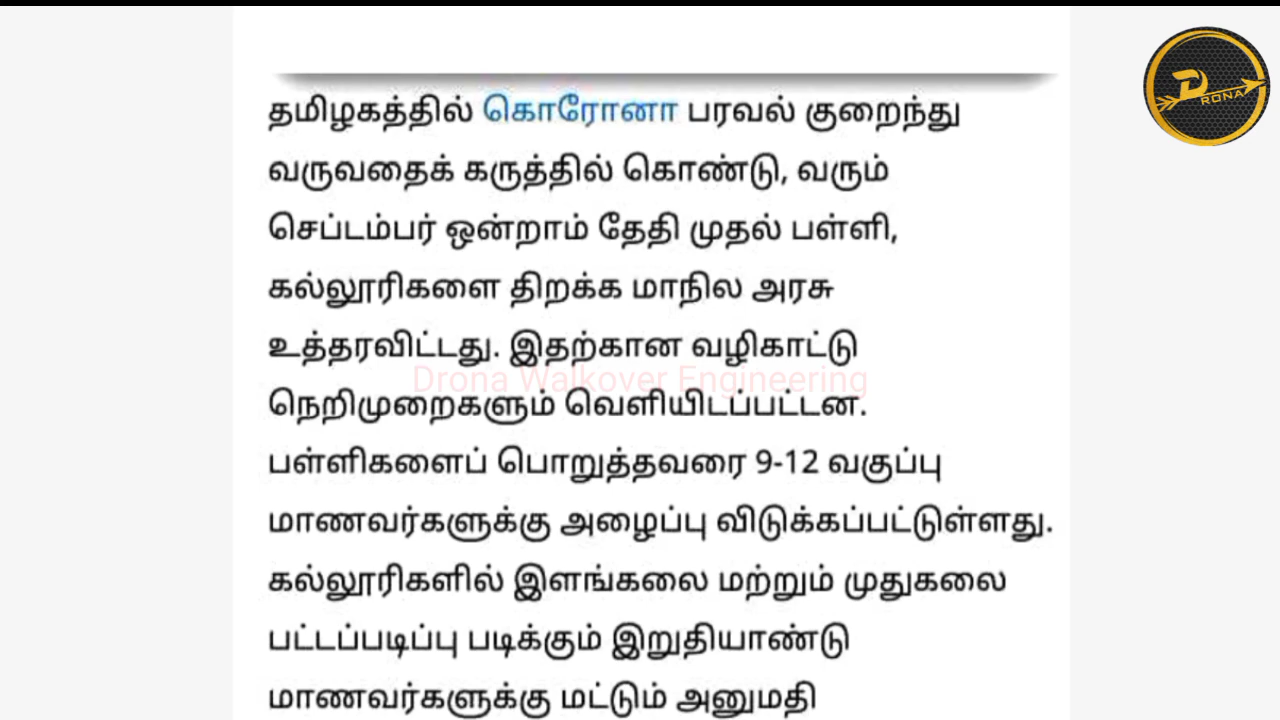 D
RONA
தமிழகத்தில் கொரோனா பரவல் குறைந்து
வருவதைக் கருத்தில் கொண்டு, வரும்
செப்டம்பர் ஒன்றாம் தேதி முதல் பள்ளி,
கல்லூரிகளை திறக்க மாநில அரசு
உத்தரவிட்டது. இதற்கான வழிகாட்டு
Drona Walkover Engineering
நெறிமுறைகளும் வெளியிடப்பட்டன.
பள்ளிகளைப் பொறுத்தவரை 9-12 வகுப்பு
மாணவர்களுக்கு அழைப்பு விடுக்கப்பட்டுள்ளது.
கல்லூரிகளில் இளங்கலை மற்றும் முதுகலை
பட்டப்படிப்பு படிக்கும் இறுதியாண்டு
மாணவர்களுக்கு மட்டும் அனுமதி